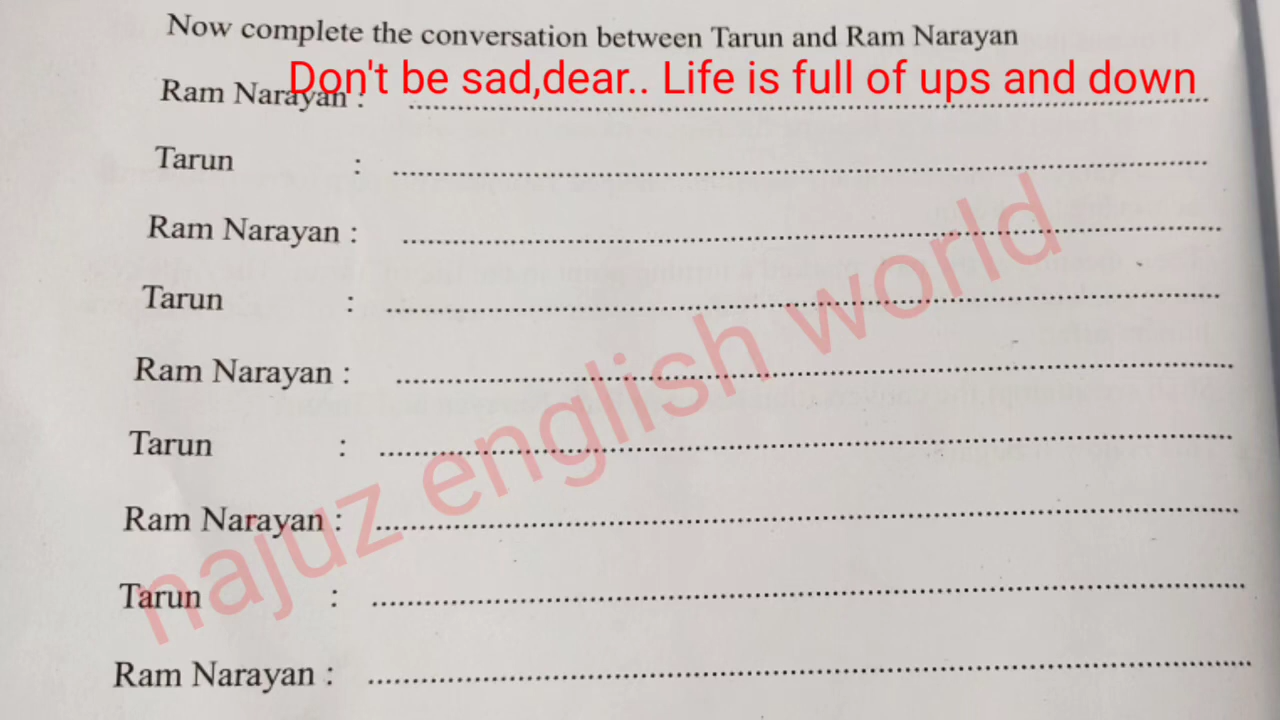 Now complete the conversation between Tarun and Ram Narayan
Ram Narayan : Don't be sad,dear.. Life is full of ups and down
Tarun :
Ram Narayan :
Tarun :
Ram Narayan :
Tarun :
Ram Narayan :
Tarun :
Ram Narayan :
najuz english world